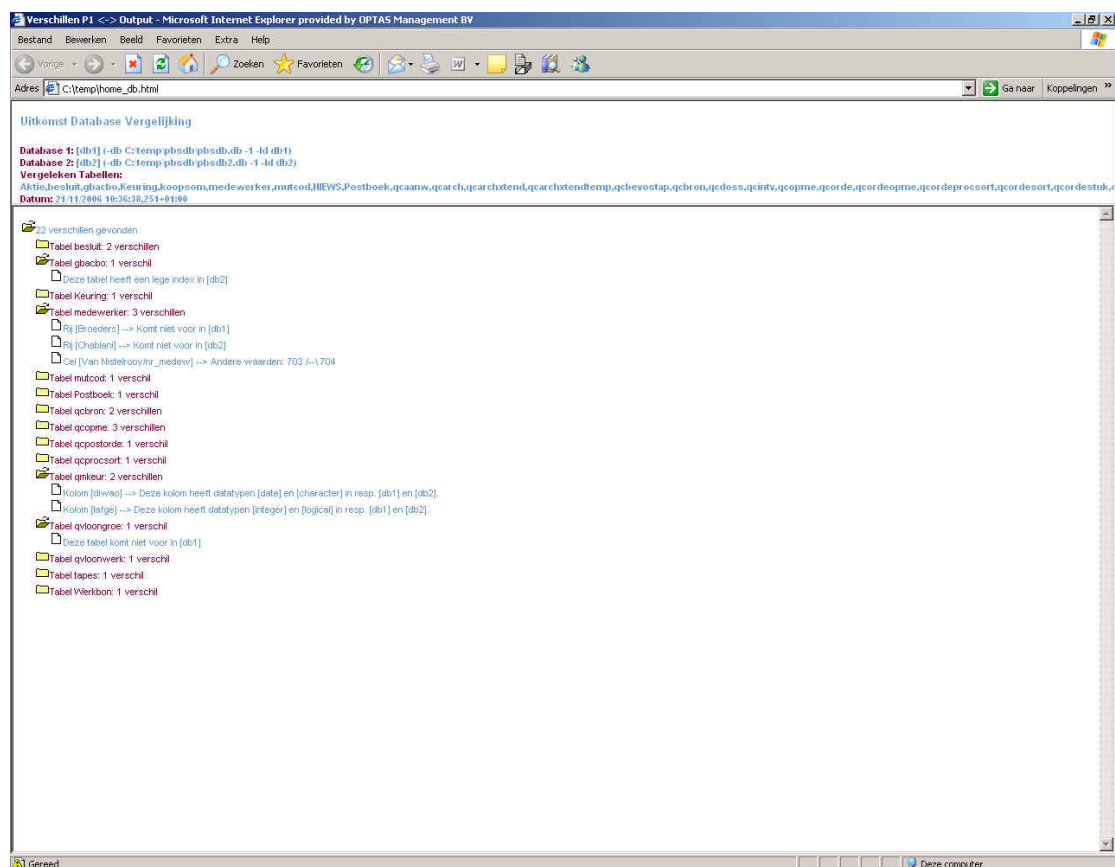 Verschillen P1 <-> Output - Microsoft Internet Explorer provided by OPTAS Management BV
Bestand Bewerken Beeld Favorieten Extra Help
Vorige Zoeken Favorieten
Adres C:\temp\home_db.html Ga naar Koppelingen »
Uitkomst Database Vergelijking
Database 1: [db1] (-db C:\temp\pbsdb\pbsdb.db -1 -ld db1)
Database 2: [db2] (-db C:\temp\pbsdb\pbsdb2.db -1 -ld db2)
Vergeleken Tabellen:
Aktie,besluit,gbacbo,Keuring,koopsom,medewerker,mutcod,NIEWS,Postboek,qcaanw,qcarch,qcarchxtend,qcarchxtendtemp,qcbevostap,qcbron,qcdoss,qcintv,qcopme,qcorde,qcordeopme,qcordeprocsort,qcordesort,qcordestuk,
Datum: 21/11/2006 10:36:38,251+01:00
22 verschillen gevonden
Tabel besluit: 2 verschillen
Tabel gbacbo: 1 verschil
Deze tabel heeft een lege index in [db2]
Tabel Keuring: 1 verschil
Tabel medewerker: 3 verschillen
Rij [Broeders] --> Komt niet voor in [db1]
Rij [Chablani] --> Komt niet voor in [db2]
Cel [Van Nistelrooy/nr_medew] --> Andere waarden: 703 /--\ 704
Tabel mutcod: 1 verschil
Tabel Postboek: 1 verschil
Tabel qcbron: 2 verschillen
Tabel qcopme: 3 verschillen
Tabel qcpostorde: 1 verschil
Tabel qcprocsort: 1 verschil
Tabel qmkeur: 2 verschillen
Kolom [diwao] --> Deze kolom heeft datatypen [date] en [character] in resp. [db1] en [db2].
Kolom [lafge] --> Deze kolom heeft datatypen [integer] en [logical] in resp. [db1] en [db2].
Tabel qvloongroe: 1 verschil
Deze tabel komt niet voor in [db1]
Tabel qvloonwerk: 1 verschil
Tabel tapes: 1 verschil
Tabel Werkbon: 1 verschil
Gereed Deze computer